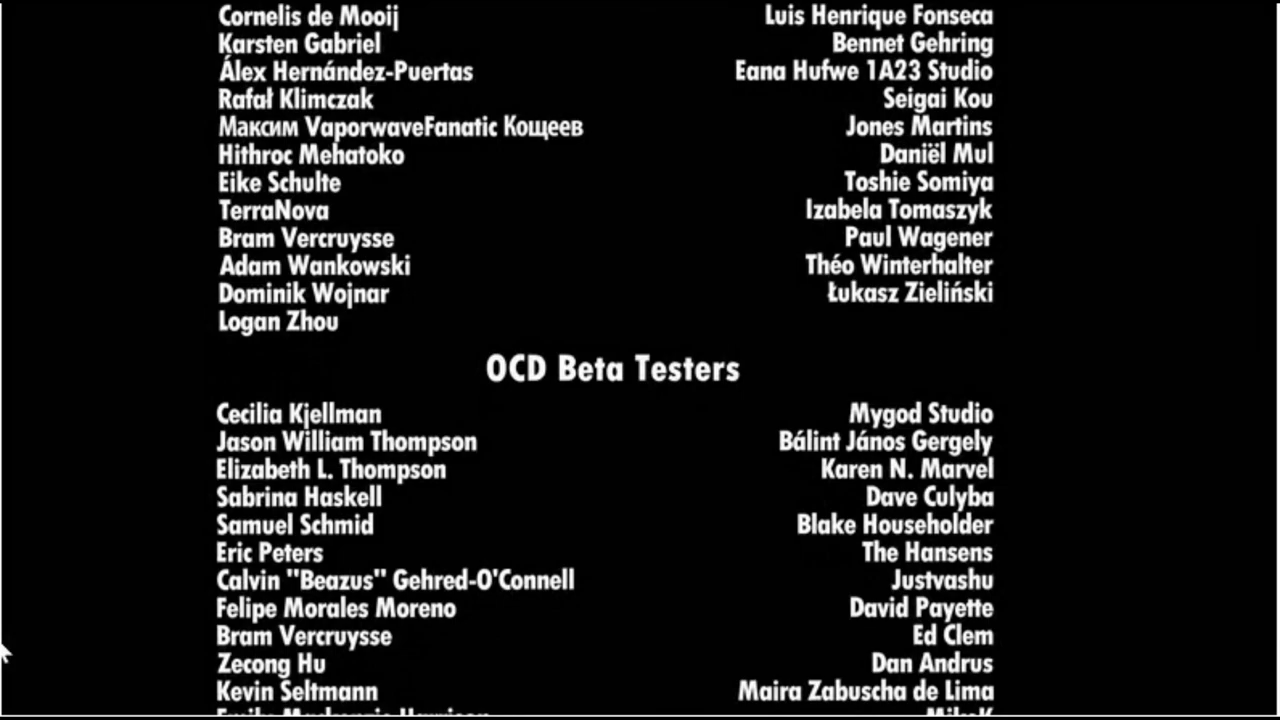 Cornelis de Mooij Luis Henrique Fonseca
Karsten Gabriel Bennet Gehring
Álex Hernández-Puertas Eana Hufwe 1A23 Studio
Rafał Klimczak Seigai Kou
Максим VaporwaveFanatic Кощеев Jones Martins
Hithroc Mehatoko Daniël Mul
Eike Schulte Toshie Somiya
TerraNova Izabela Tomaszyk
Bram Vercruysse Paul Wagener
Adam Wankowski Théo Winterhalter
Dominik Wojnar Łukasz Zieliński
Logan Zhou
OCD Beta Testers
Cecilia Kjellman Mygod Studio
Jason William Thompson Bálint János Gergely
Elizabeth L. Thompson Karen N. Marvel
Sabrina Haskell Dave Culyba
Samuel Schmid Blake Householder
Eric Peters The Hansens
Calvin "Beazus" Gehred-O'Connell Justvashu
Felipe Morales Moreno David Payette
Bram Vercruysse Ed Clem
Zecong Hu Dan Andrus
Kevin Seltmann Maira Zabuscha de Lima